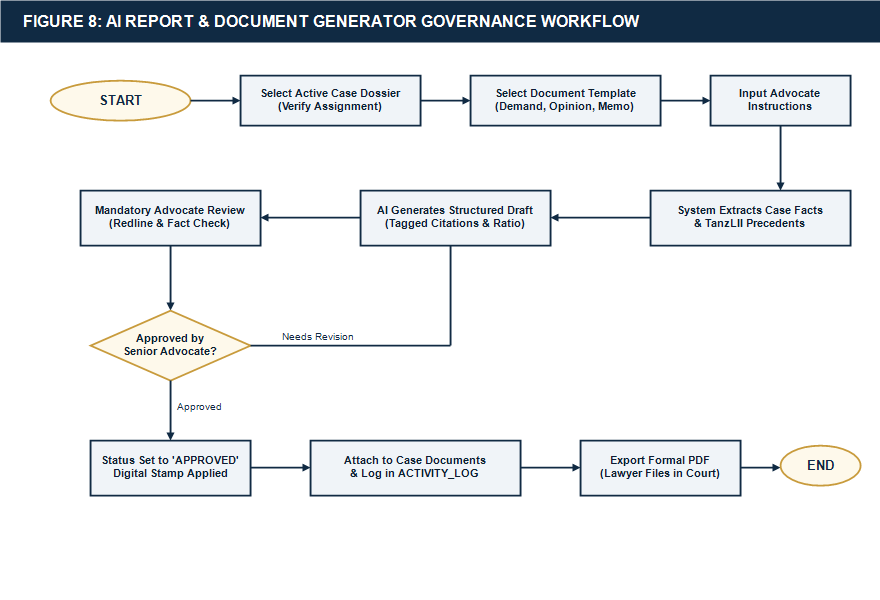 FIGURE 8: AI REPORT & DOCUMENT GENERATOR GOVERNANCE WORKFLOW
START
Select Active Case Dossier
(Verify Assignment)
Select Document Template
(Demand, Opinion, Memo)
Input Advocate
Instructions
System Extracts Case Facts
& TanzLII Precedents
AI Generates Structured Draft
(Tagged Citations & Ratio)
Mandatory Advocate Review
(Redline & Fact Check)
Approved by
Senior Advocate?
Needs Revision
Approved
Status Set to 'APPROVED'
Digital Stamp Applied
Attach to Case Documents
& Log in ACTIVITY_LOG
Export Formal PDF
(Lawyer Files in Court)
END